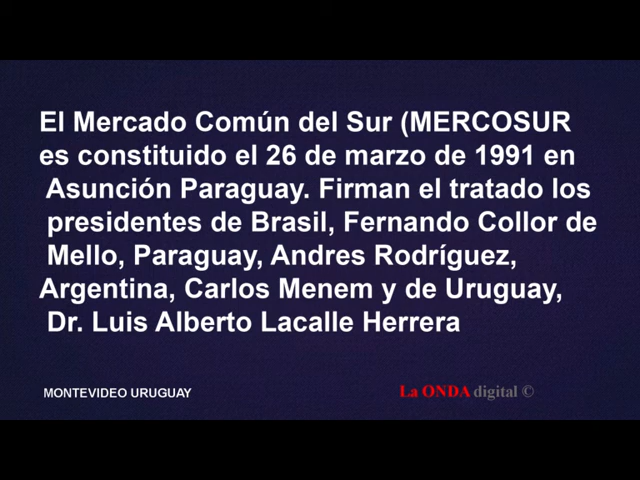 El Mercado Común del Sur (MERCOSUR
es constituido el 26 de marzo de 1991 en
Asunción Paraguay. Firman el tratado los
presidentes de Brasil, Fernando Collor de
Mello, Paraguay, Andres Rodríguez,
Argentina, Carlos Menem y de Uruguay,
Dr. Luis Alberto Lacalle Herrera
MONTEVIDEO URUGUAY
La ONDA digital ©